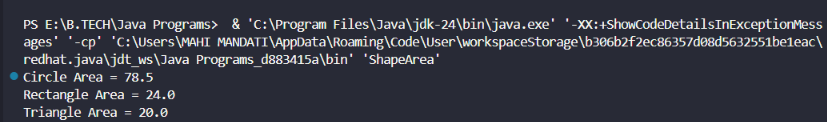 PS E:\B.TECH\Java Programs>  & 'C:\Program Files\Java\jdk-24\bin\java.exe' '-XX:+ShowCodeDetailsInExceptionMess
ages' '-cp' 'C:\Users\MAHI MANDATI\AppData\Roaming\Code\User\workspaceStorage\b306b2f2ec86357d08d5632551be1eac\
redhat.java\jdt_ws\Java Programs_d883415a\bin' 'ShapeArea'
Circle Area = 78.5
Rectangle Area = 24.0
Triangle Area = 20.0